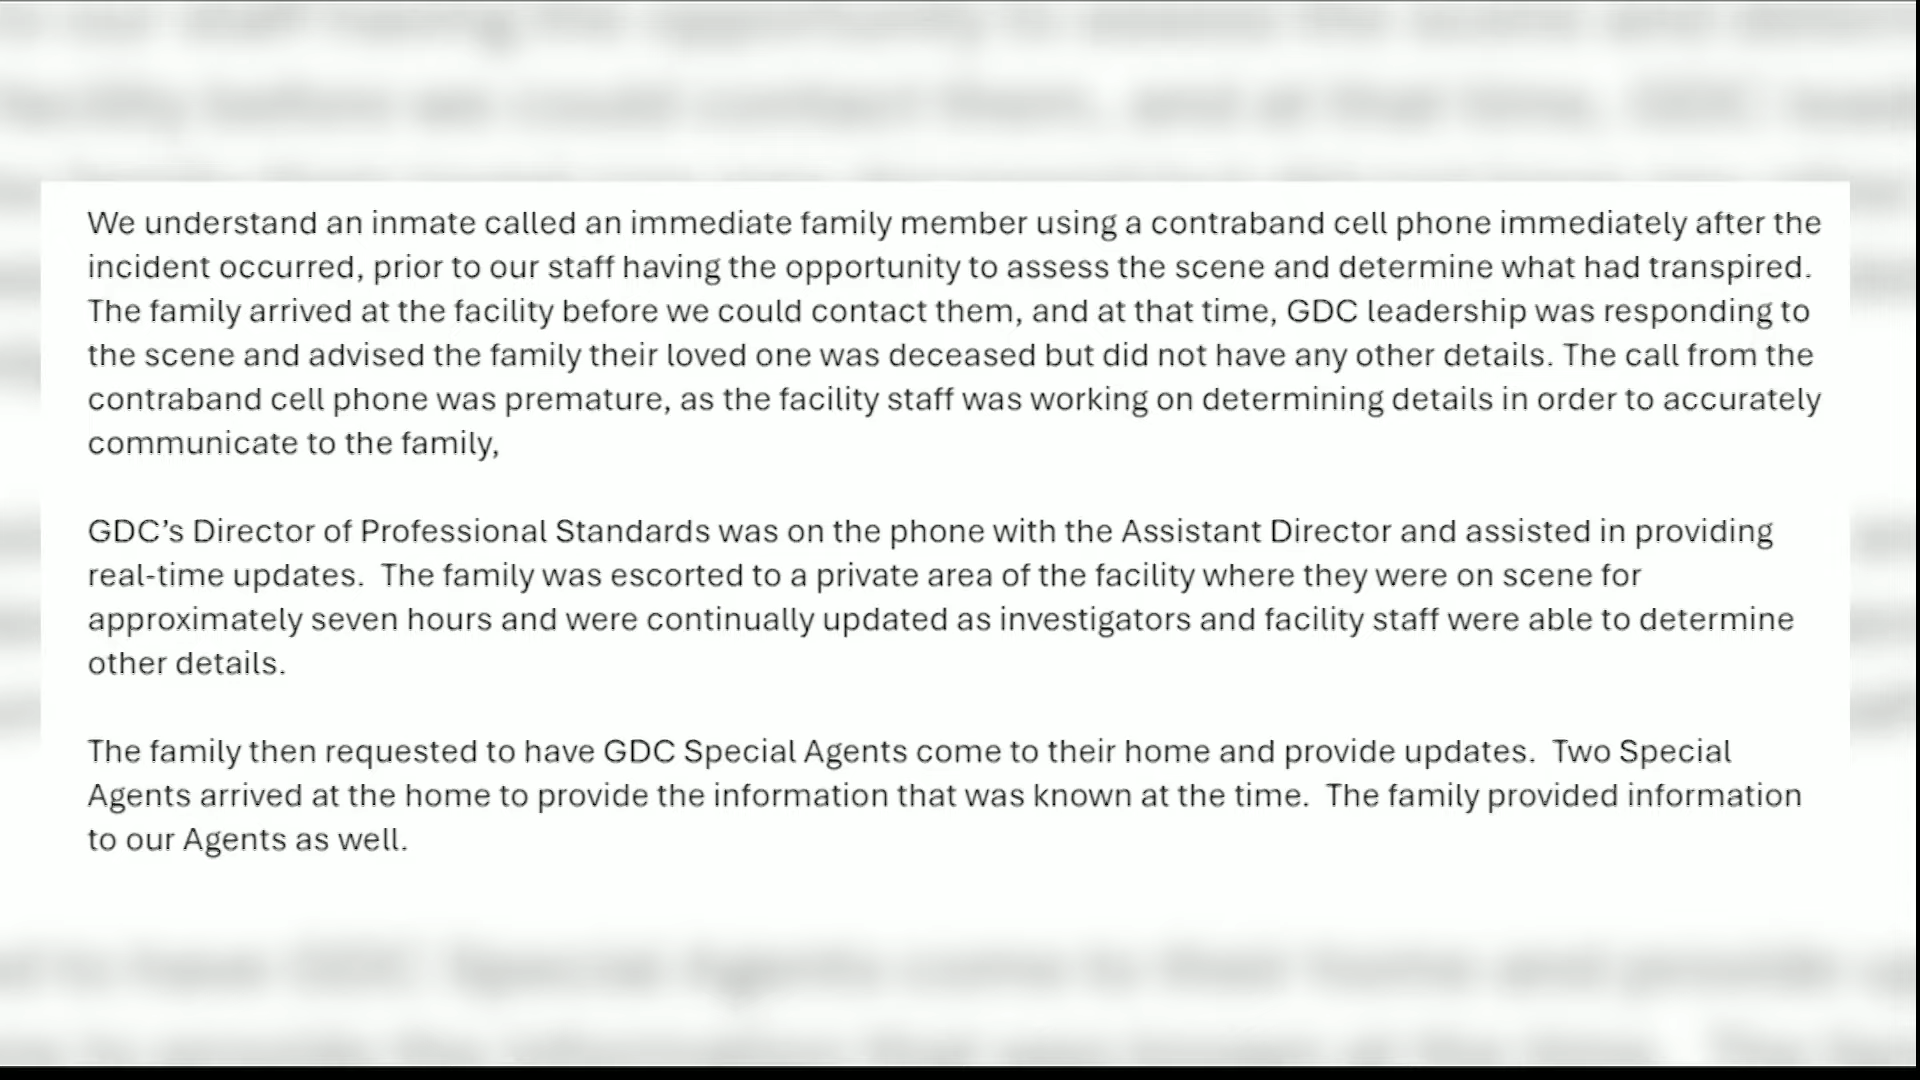 We understand an inmate called an immediate family member using a contraband cell phone immediately after the
incident occurred, prior to our staff having the opportunity to assess the scene and determine what had transpired.
The family arrived at the facility before we could contact them, and at that time, GDC leadership was responding to
the scene and advised the family their loved one was deceased but did not have any other details. The call from the
contraband cell phone was premature, as the facility staff was working on determining details in order to accurately
communicate to the family,
GDC’s Director of Professional Standards was on the phone with the Assistant Director and assisted in providing
real-time updates.  The family was escorted to a private area of the facility where they were on scene for
approximately seven hours and were continually updated as investigators and facility staff were able to determine
other details.
The family then requested to have GDC Special Agents come to their home and provide updates.  Two Special
Agents arrived at the home to provide the information that was known at the time.  The family provided information
to our Agents as well.